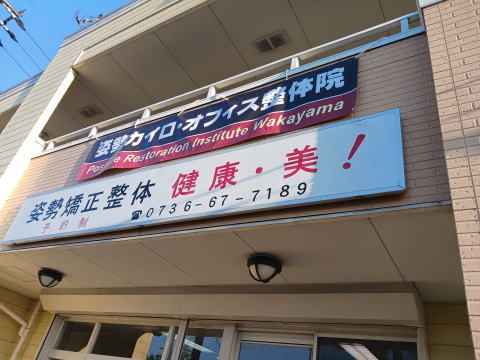 姿勢カイロ・オフィス整体院
Posture Restoration Institute Wakayama
姿勢矯正整体 健康・美！
予約制 ☎0736-67-7189